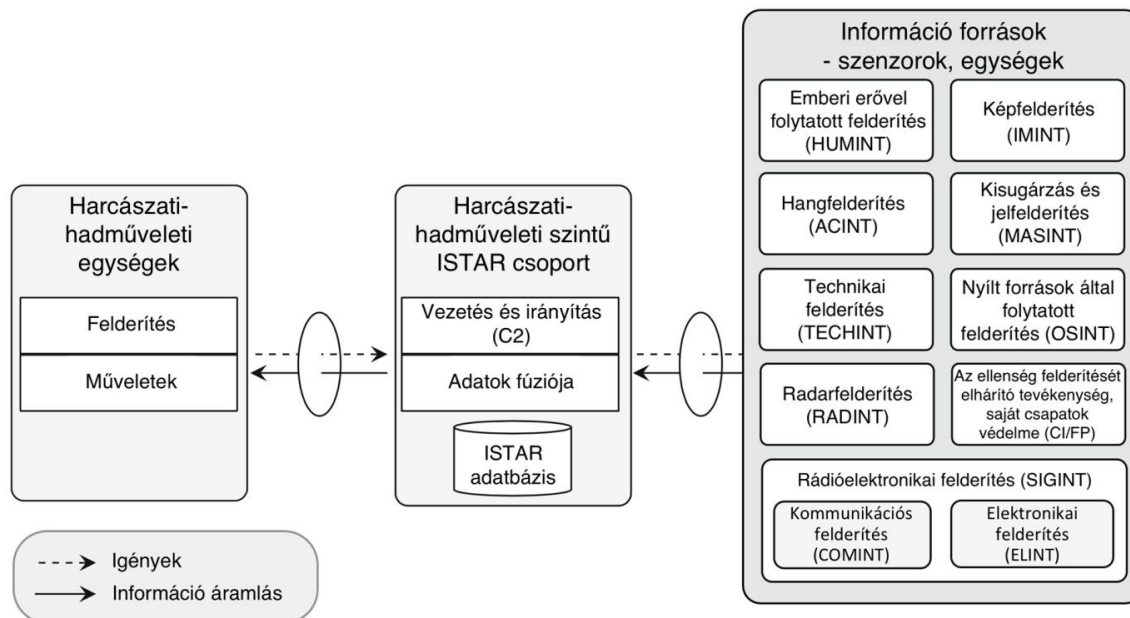 Harcászati-
hadműveleti
egységek
Felderítés
Műveletek
Harcászati-
hadműveleti szintű
ISTAR csoport
Vezetés és irányítás
(C2)
Adatok fúziója
ISTAR
adatbázis
Információ források
- szenzorok, egységek
Emberi erővel
folytatott felderítés
(HUMINT)
Képfelderítés
(IMINT)
Hangfelderítés
(ACINT)
Kisugárzás és
jelfelderítés
(MASINT)
Technikai
felderítés
(TECHINT)
Nyílt források által
folytatott
felderítés (OSINT)
Radarfelderítés
(RADINT)
Az ellenség felderítését
elhárító tevékenység,
saját csapatok
védelme (CI/FP)
Rádióelektronikai felderítés (SIGINT)
Kommunikációs
felderítés
(COMINT)
Elektronikai
felderítés
(ELINT)
Igények
Információ áramlás